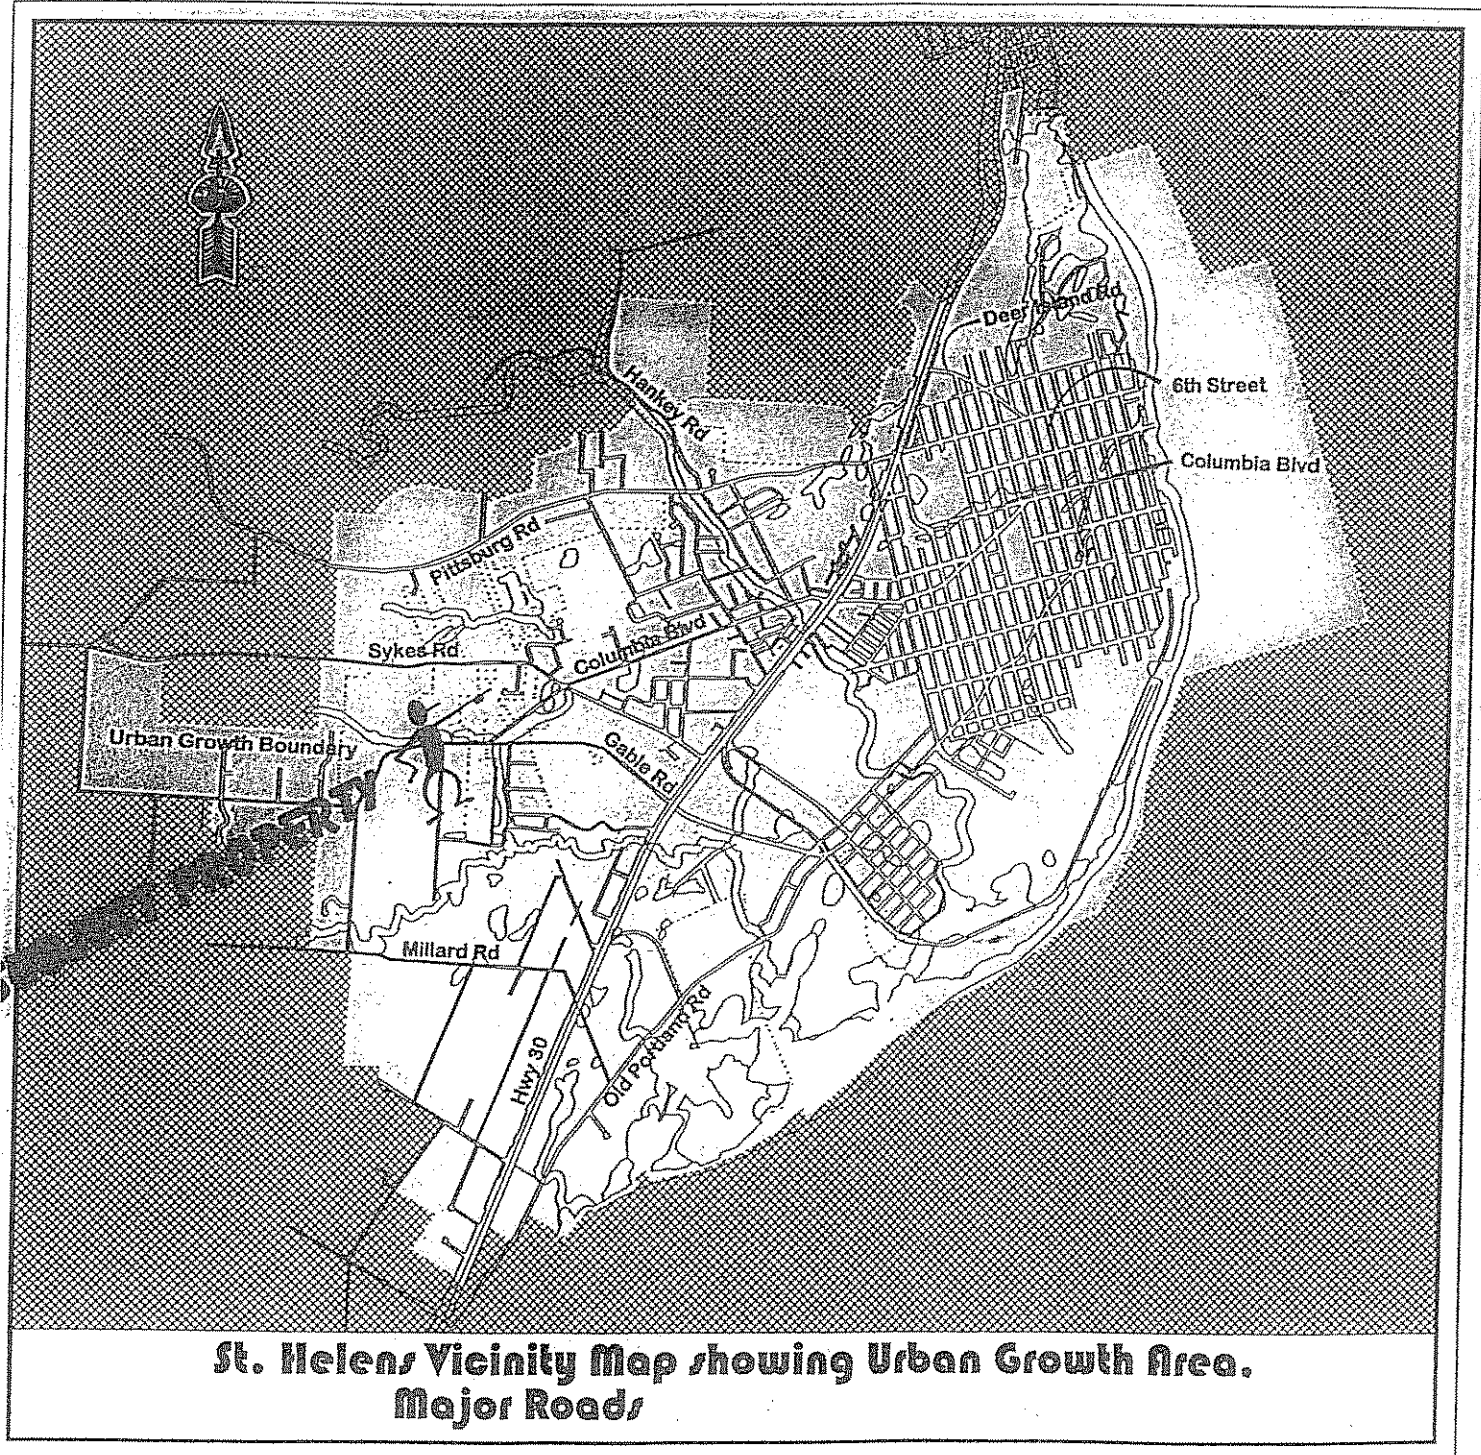 Deer Island Rd
Hankey Rd
6th Street
Columbia Blvd
Pittsburg Rd
Columbia Blvd
Sykes Rd.
Urban Growth Boundary
Gable Rd
Millard Rd
Old Portland Rd
Hwy 30
St. Helens Vicinity Map showing Urban Growth Area,
Major Roads